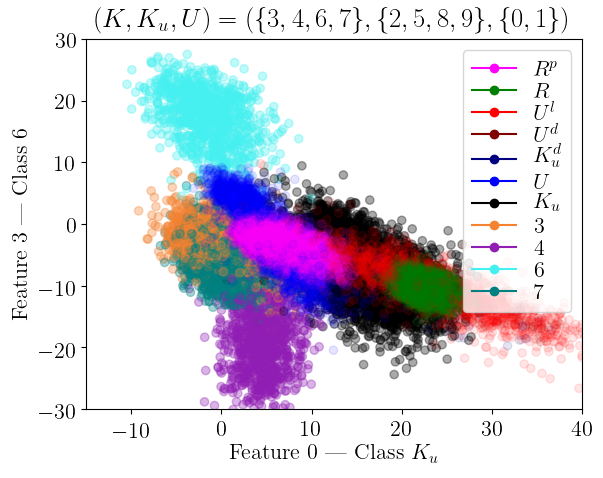 (K, K_u, U) = ({3, 4, 6, 7}, {2, 5, 8, 9}, {0, 1})
30
20
10
0
−10
−20
−30
Feature 3 — Class 6
R^p
R
U^l
U^d
K_u^d
U
K_u
3
4
6
7
−10
0
10
20
30
40
Feature 0 — Class K_u